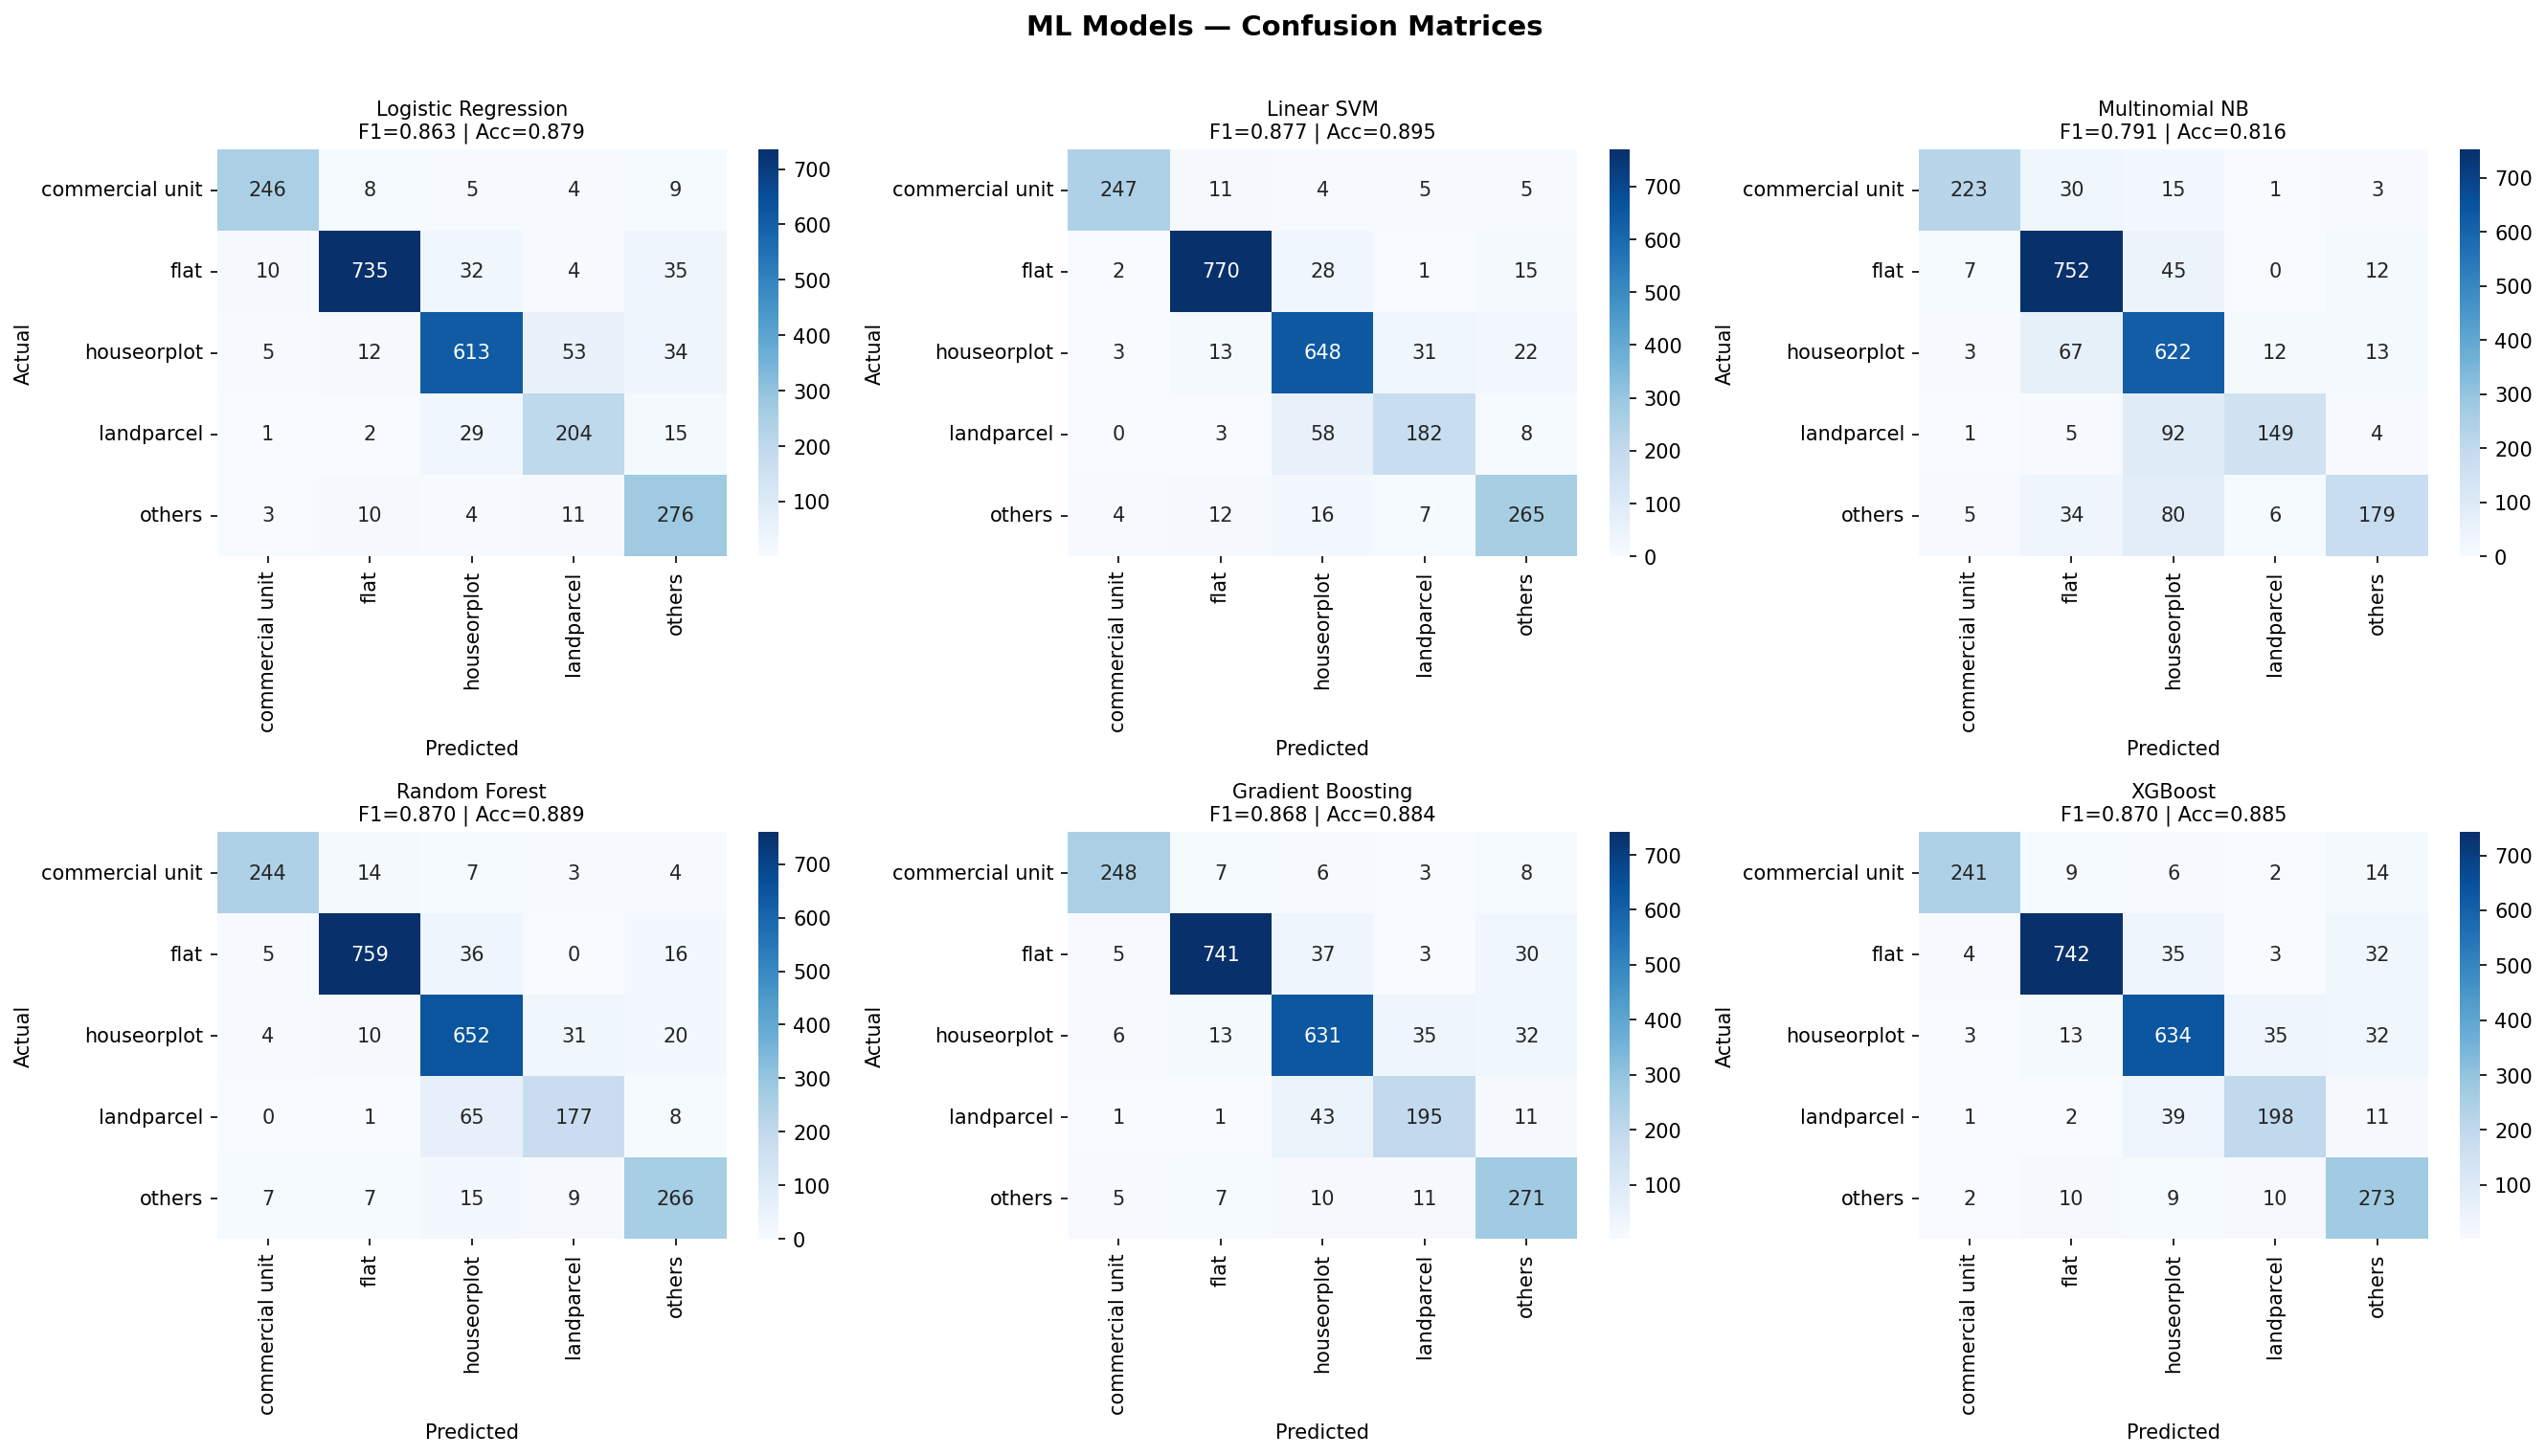 ML Models — Confusion Matrices
Logistic Regression
F1=0.863 | Acc=0.879
Actual
commercial unit 246 8 5 4 9
flat 10 735 32 4 35
houseorplot 5 12 613 53 34
landparcel 1 2 29 204 15
others 3 10 4 11 276
commercial unit flat houseorplot landparcel others
Predicted
700
600
500
400
300
200
100
Linear SVM
F1=0.877 | Acc=0.895
Actual
commercial unit 247 11 4 5 5
flat 2 770 28 1 15
houseorplot 3 13 648 31 22
landparcel 0 3 58 182 8
others 4 12 16 7 265
commercial unit flat houseorplot landparcel others
Predicted
700
600
500
400
300
200
100
0
Multinomial NB
F1=0.791 | Acc=0.816
Actual
commercial unit 223 30 15 1 3
flat 7 752 45 0 12
houseorplot 3 67 622 12 13
landparcel 1 5 92 149 4
others 5 34 80 6 179
commercial unit flat houseorplot landparcel others
Predicted
700
600
500
400
300
200
100
0
Random Forest
F1=0.870 | Acc=0.889
Actual
commercial unit 244 14 7 3 4
flat 5 759 36 0 16
houseorplot 4 10 652 31 20
landparcel 0 1 65 177 8
others 7 7 15 9 266
commercial unit flat houseorplot landparcel others
Predicted
700
600
500
400
300
200
100
0
Gradient Boosting
F1=0.868 | Acc=0.884
Actual
commercial unit 248 7 6 3 8
flat 5 741 37 3 30
houseorplot 6 13 631 35 32
landparcel 1 1 43 195 11
others 5 7 10 11 271
commercial unit flat houseorplot landparcel others
Predicted
700
600
500
400
300
200
100
XGBoost
F1=0.870 | Acc=0.885
Actual
commercial unit 241 9 6 2 14
flat 4 742 35 3 32
houseorplot 3 13 634 35 32
landparcel 1 2 39 198 11
others 2 10 9 10 273
commercial unit flat houseorplot landparcel others
Predicted
700
600
500
400
300
200
100